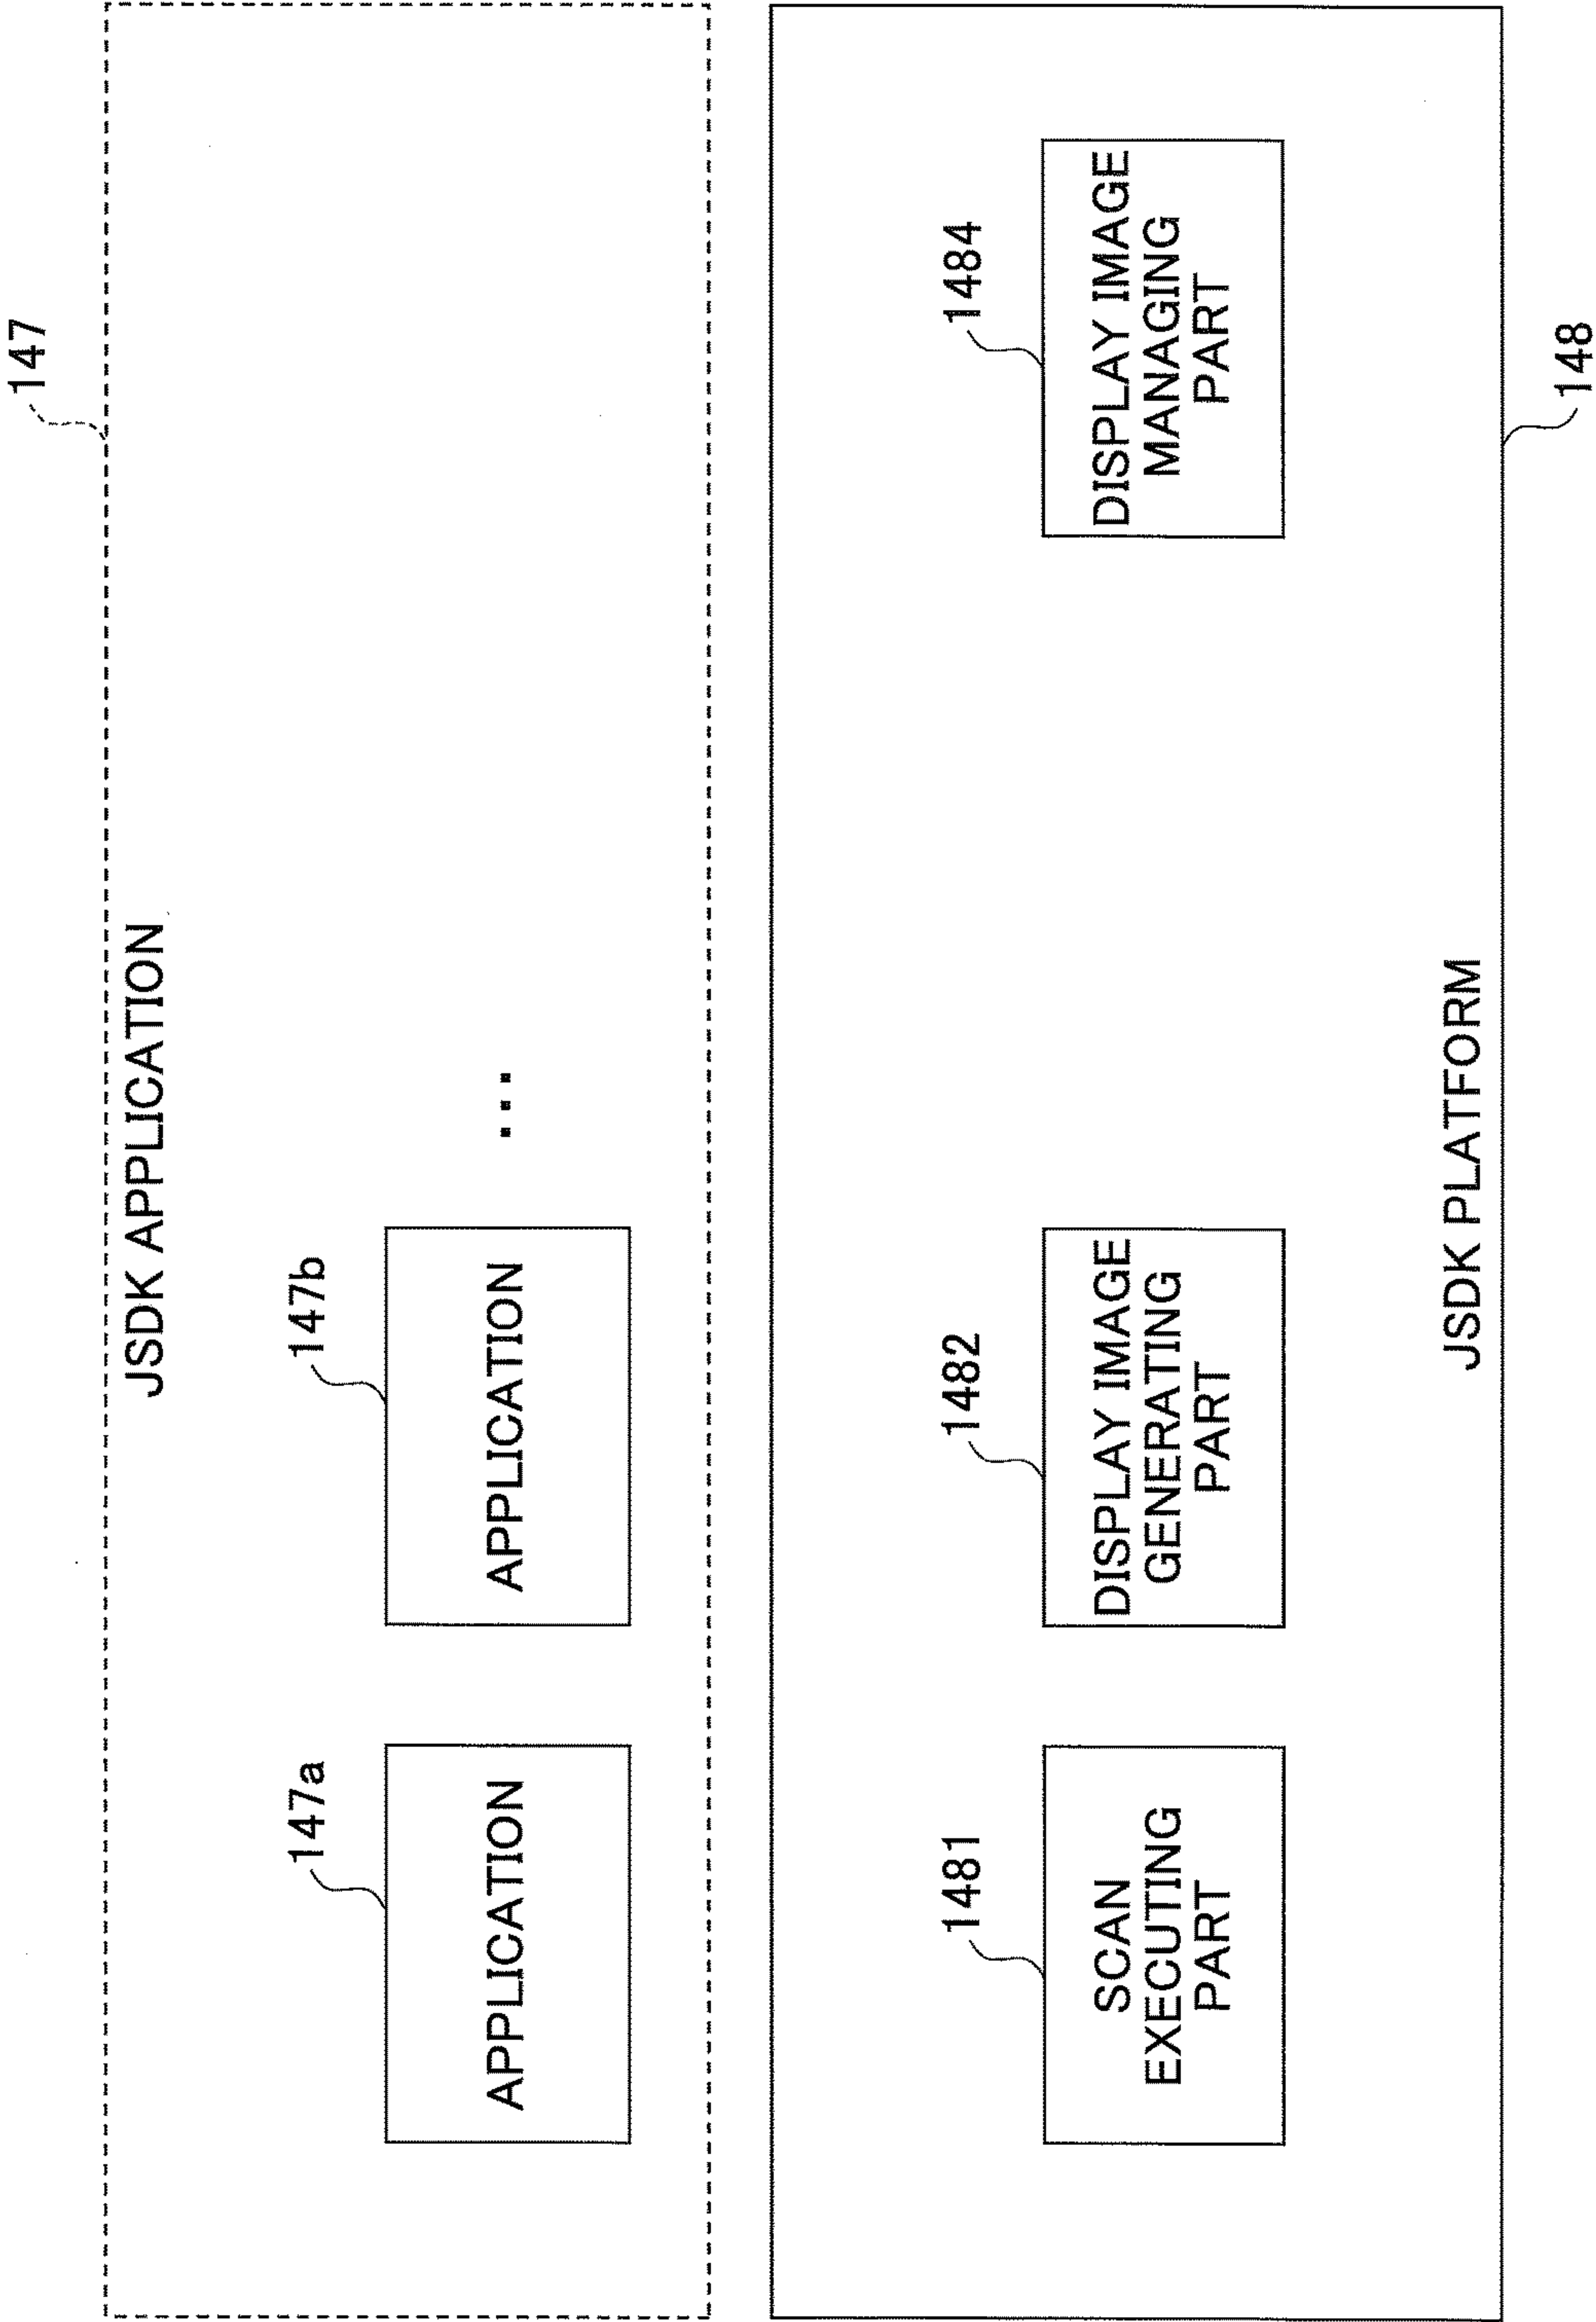 147
JSDK APPLICATION
147a
147b
APPLICATION
APPLICATION
...
1481
1482
1484
SCAN
EXECUTING
PART
DISPLAY IMAGE
GENERATING
PART
DISPLAY IMAGE
MANAGING
PART
JSDK PLATFORM
148